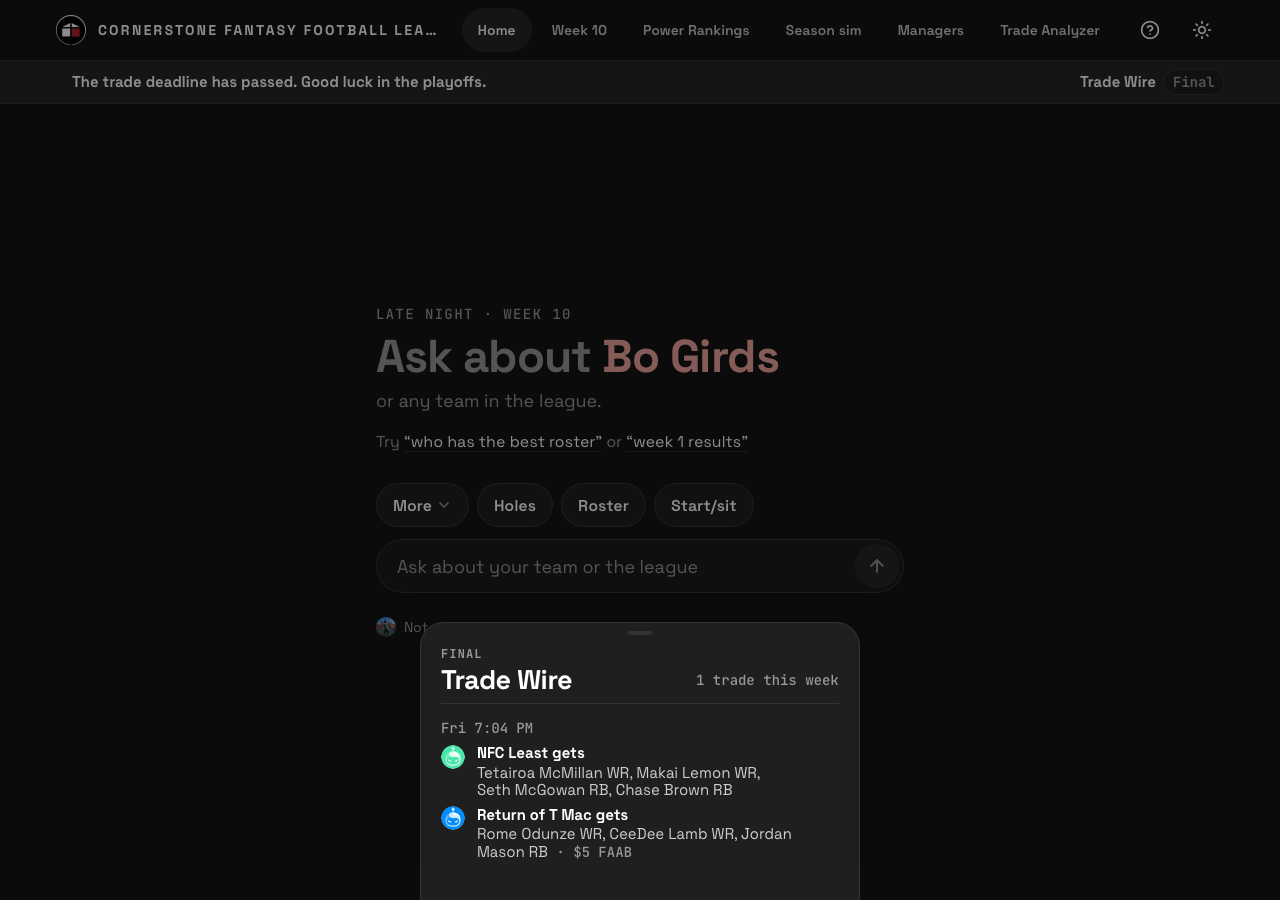 CORNERSTONE FANTASY FOOTBALL LEA…
Home
Week 10
Power Rankings
Season sim
Managers
Trade Analyzer
The trade deadline has passed. Good luck in the playoffs.
Trade Wire
Final
LATE NIGHT · WEEK 10
Ask about Bo Girds
or any team in the league.
Try “who has the best roster” or “week 1 results”
More
Holes
Roster
Start/sit
Ask about your team or the league
Not
FINAL
Trade Wire
1 trade this week
Fri 7:04 PM
NFC Least gets
Tetairoa McMillan WR, Makai Lemon WR,
Seth McGowan RB, Chase Brown RB
Return of T Mac gets
Rome Odunze WR, CeeDee Lamb WR, Jordan
Mason RB · $5 FAAB